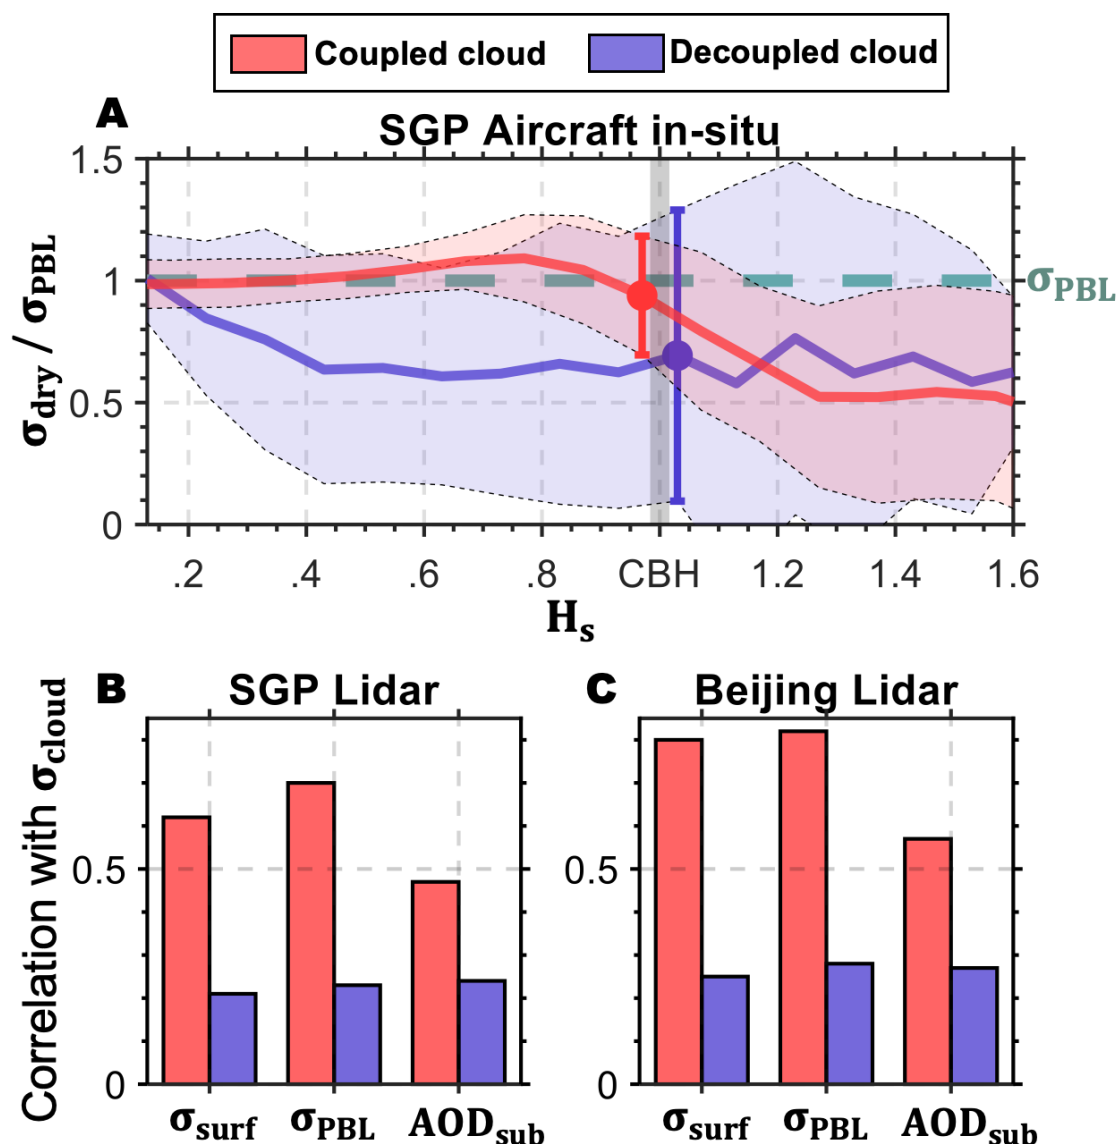 Coupled cloud
Decoupled cloud
A
SGP Aircraft in-situ
σdry / σPBL
1.5
1
0.5
0
σPBL
.2 .4 .6 .8 CBH 1.2 1.4 1.6
Hs
B SGP Lidar
C Beijing Lidar
Correlation with σcloud
0.5
0
0.5
0
σsurf σPBL AODsub
σsurf σPBL AODsub